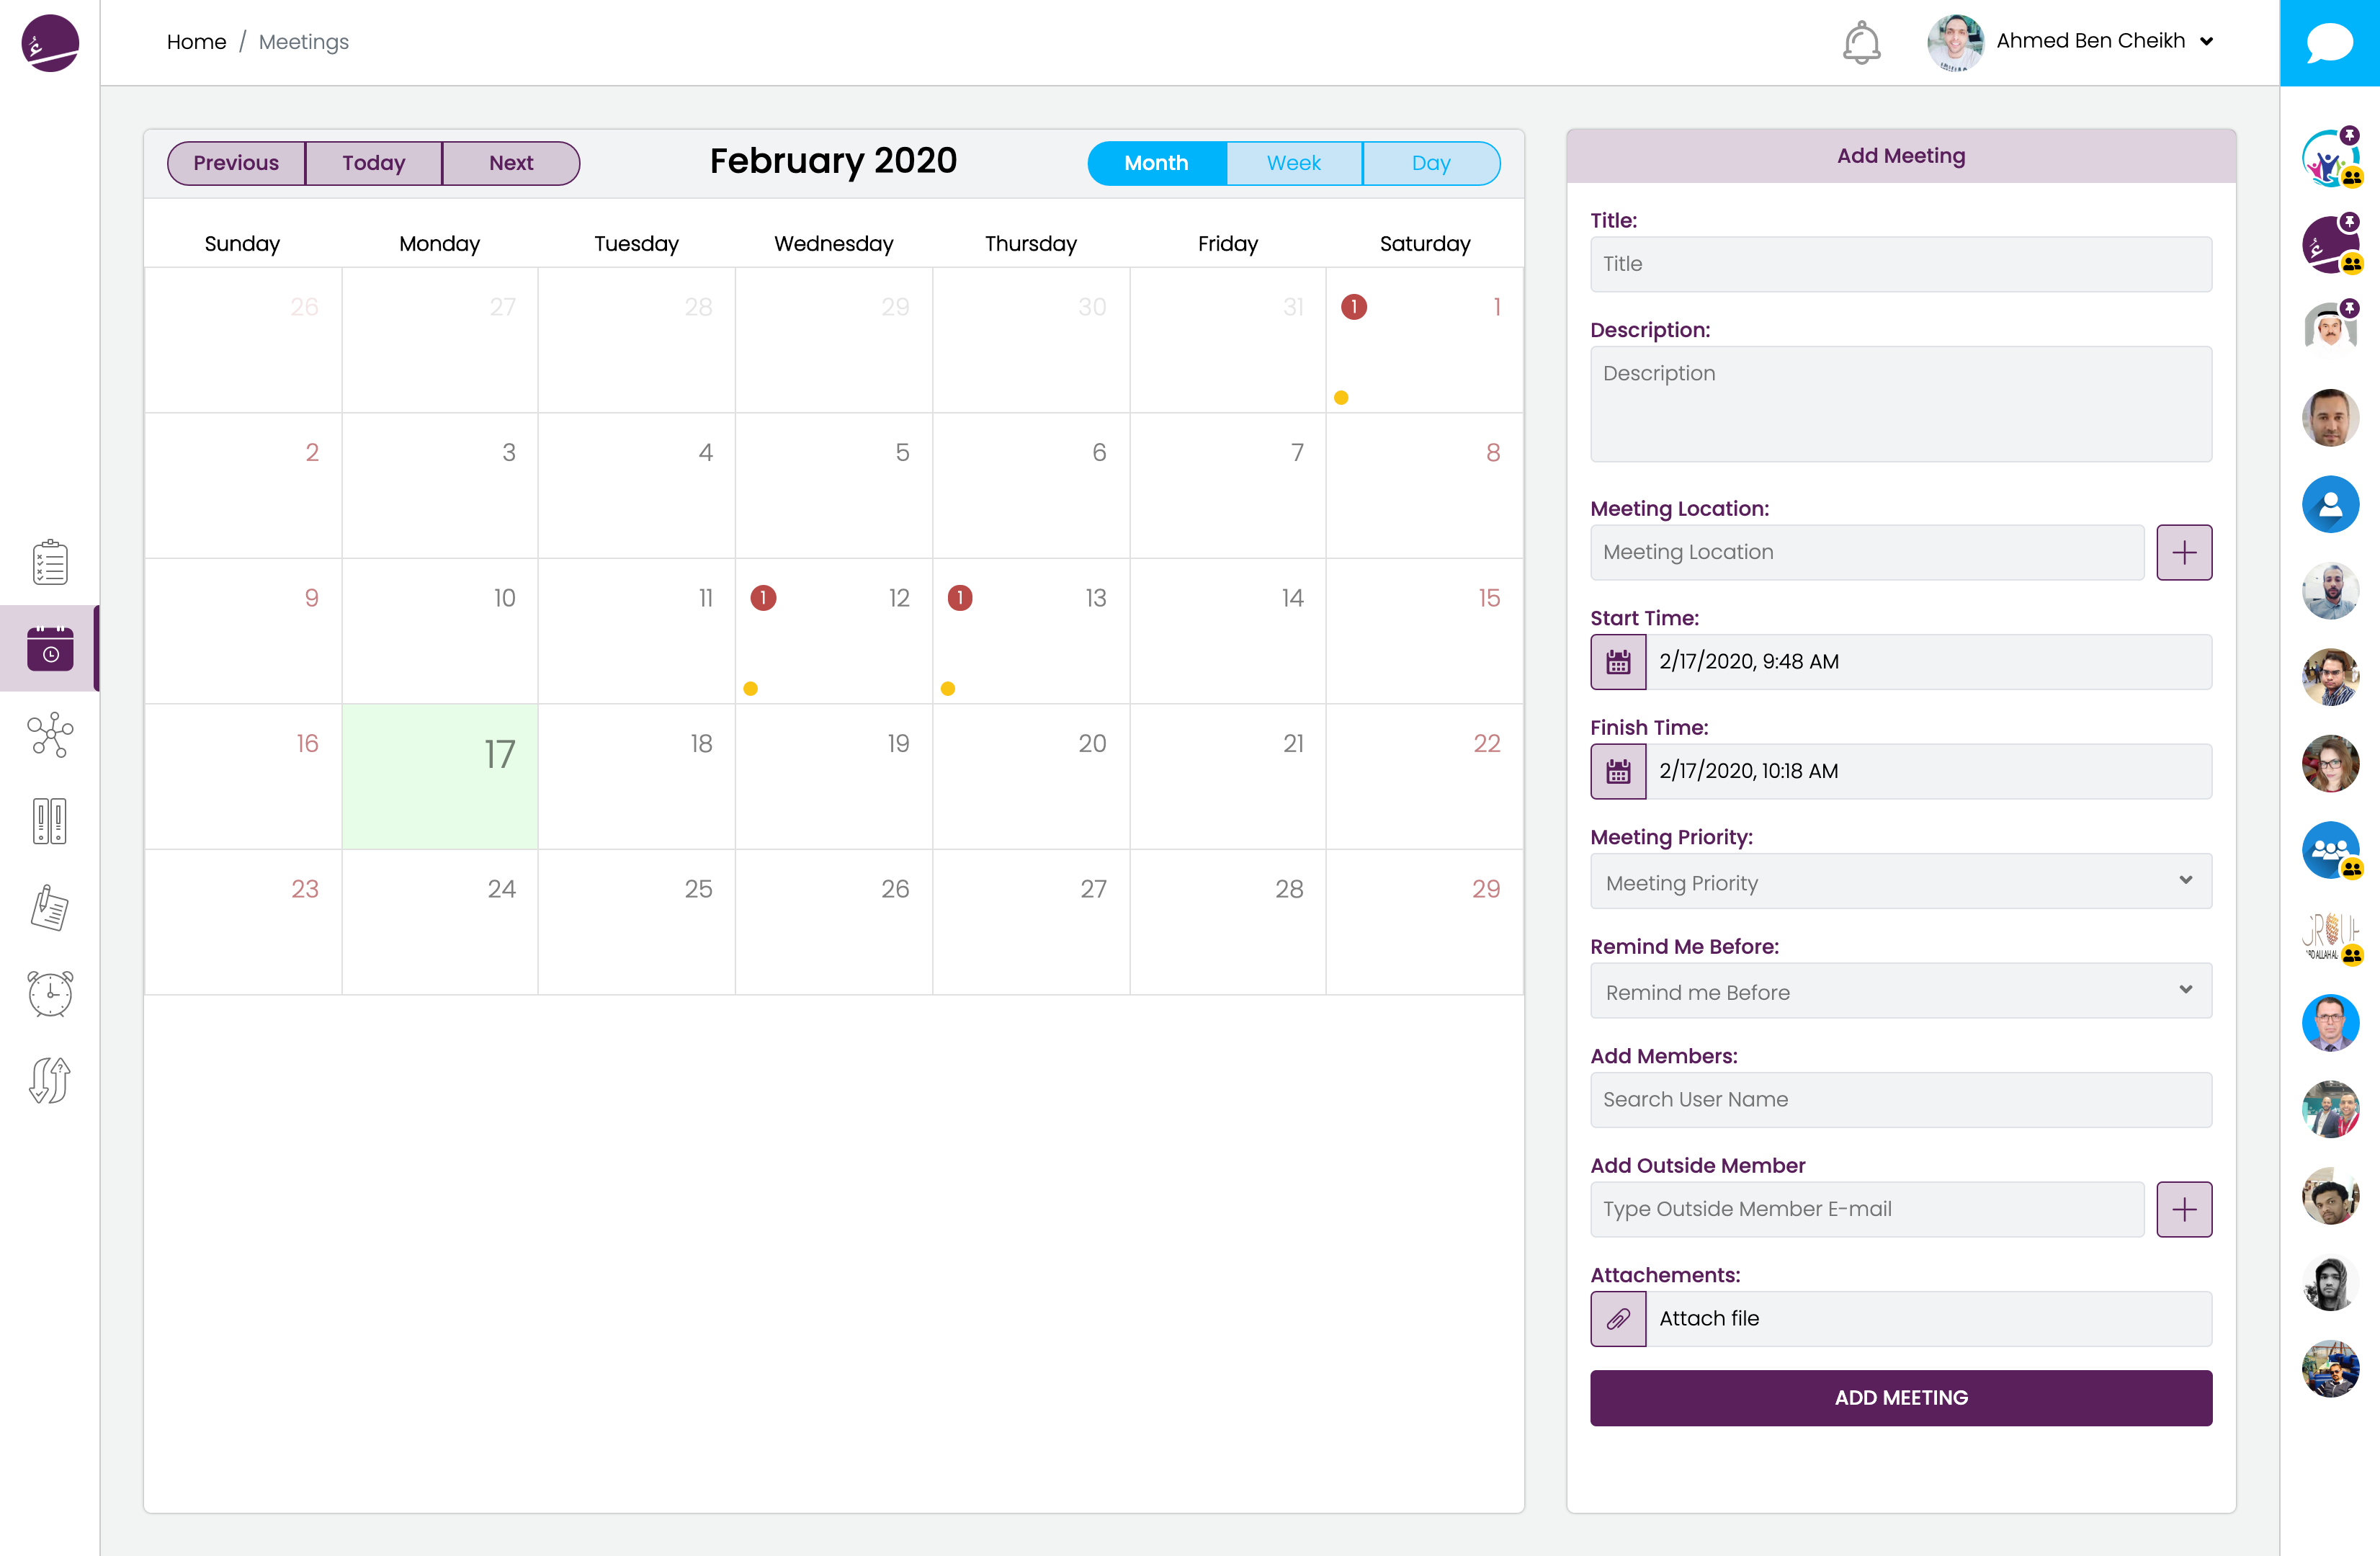 Home / Meetings
Ahmed Ben Cheikh
Previous Today Next
February 2020
Month Week Day
Sunday Monday Tuesday Wednesday Thursday Friday Saturday
26 27 28 29 30 31 1 1
2 3 4 5 6 7 8
9 10 11 1 12 1 13 14 15
16 17 18 19 20 21 22
23 24 25 26 27 28 29
Add Meeting
Title:
Title
Description:
Description
Meeting Location:
Meeting Location
Start Time:
2/17/2020, 9:48 AM
Finish Time:
2/17/2020, 10:18 AM
Meeting Priority:
Meeting Priority
Remind Me Before:
Remind me Before
Add Members:
Search User Name
Add Outside Member
Type Outside Member E-mail
Attachements:
Attach file
ADD MEETING